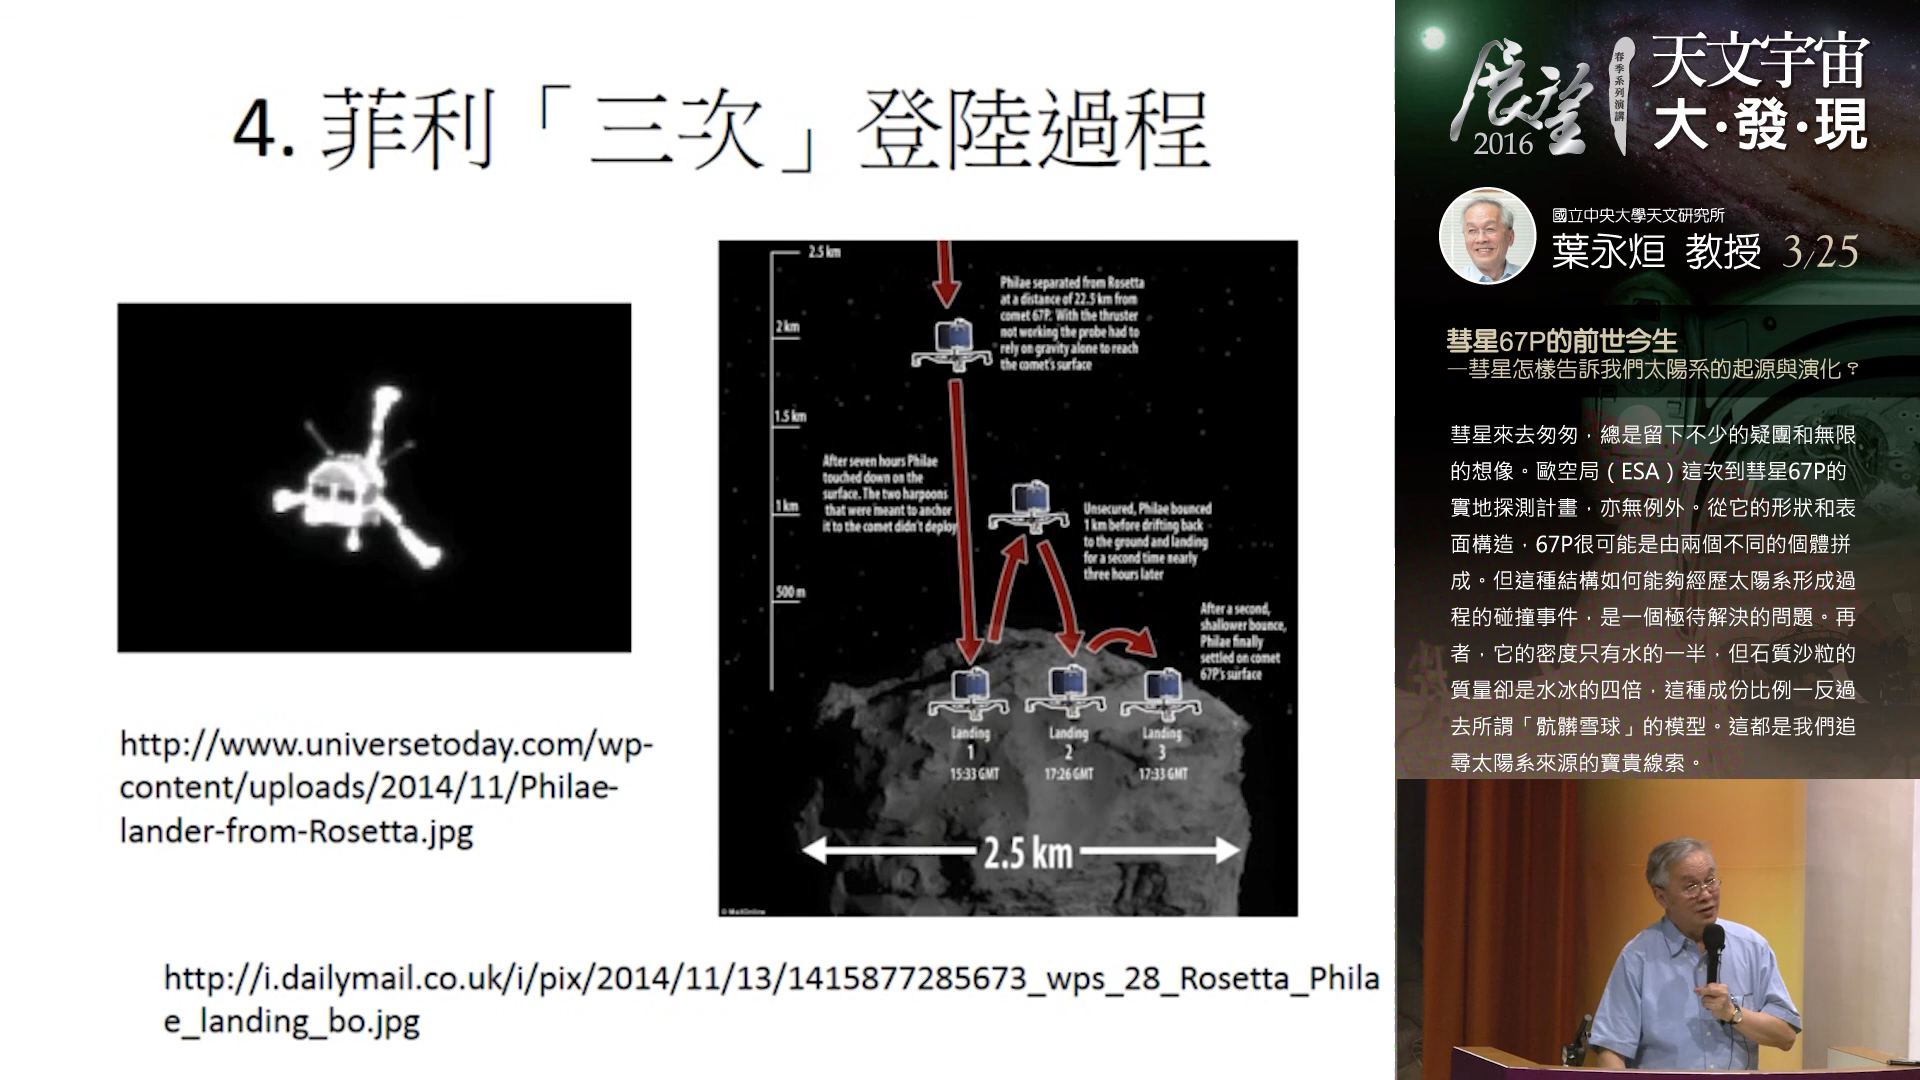 4. 菲利「三次」登陸過程
http://www.universetoday.com/wp-
content/uploads/2014/11/Philae-
lander-from-Rosetta.jpg
2.5 km
2 km
1.5 km
1 km
500 m
Philae separated from Rosetta
at a distance of 22.5 km from
comet 67P. With the thruster
not working the probe had to
rely on gravity alone to reach
the comet's surface
After seven hours Philae
touched down on the
surface. The two harpoons
that were meant to anchor
it to the comet didn't deploy
Unsecured, Philae bounced
1 km before drifting back
to the ground and landing
for a second time nearly
three hours later
After a second,
shallower bounce,
Philae finally
settled on comet
67P's surface
Landing
1
15:33 GMT
Landing
2
17:26 GMT
Landing
3
17:33 GMT
2.5 km
© MailOnline
http://i.dailymail.co.uk/i/pix/2014/11/13/1415877285673_wps_28_Rosetta_Phila
e_landing_bo.jpg
展望
2016
春季系列演講
天文宇宙
大·發·現
國立中央大學天文研究所
葉永烜 教授 3/25
彗星67P的前世今生
—彗星怎樣告訴我們太陽系的起源與演化？
彗星來去匆匆，總是留下不少的疑團和無限
的想像。歐空局（ESA）這次到彗星67P的
實地探測計畫，亦無例外。從它的形狀和表
面構造，67P很可能是由兩個不同的個體拼
成。但這種結構如何能夠經歷太陽系形成過
程的碰撞事件，是一個極待解決的問題。再
者，它的密度只有水的一半，但石質沙粒的
質量卻是水冰的四倍，這種成份比例一反過
去所謂「骯髒雪球」的模型。這都是我們追
尋太陽系來源的寶貴線索。